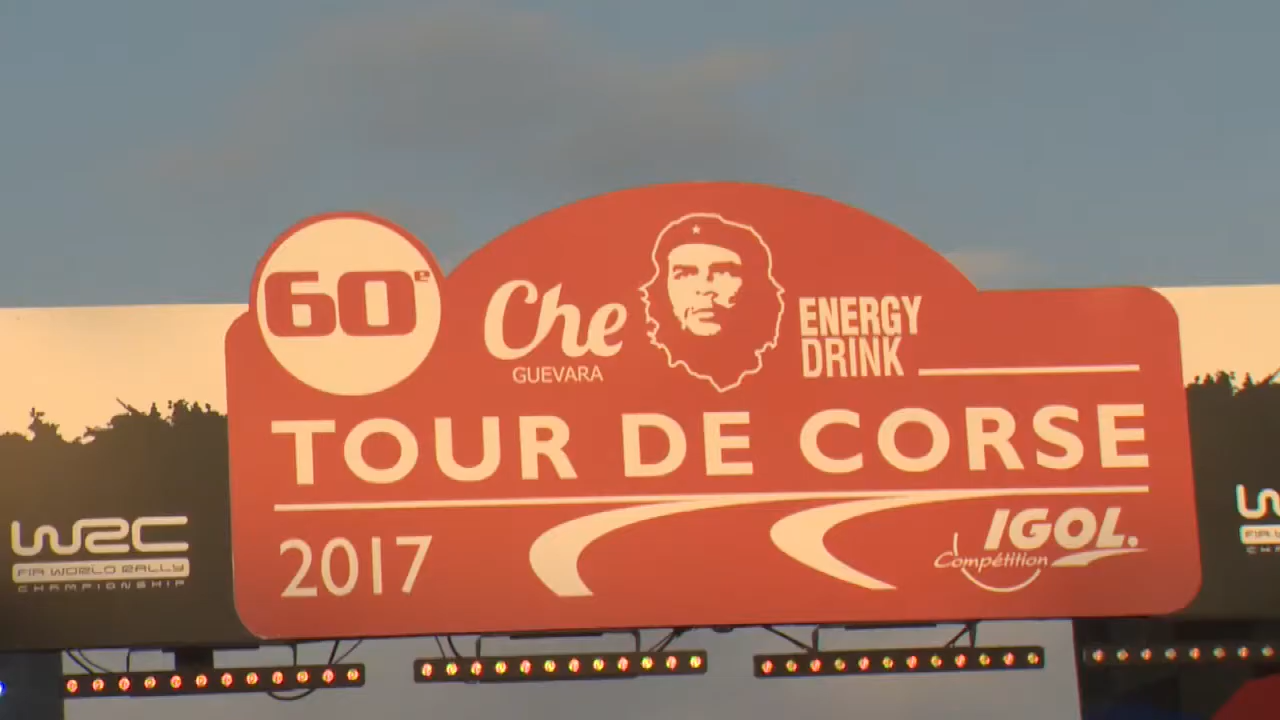 60e
Che
GUEVARA
ENERGY
DRINK
TOUR DE CORSE
2017
IGOL.
Compétition
WRC
FIA WORLD RALLY
CHAMPIONSHIP